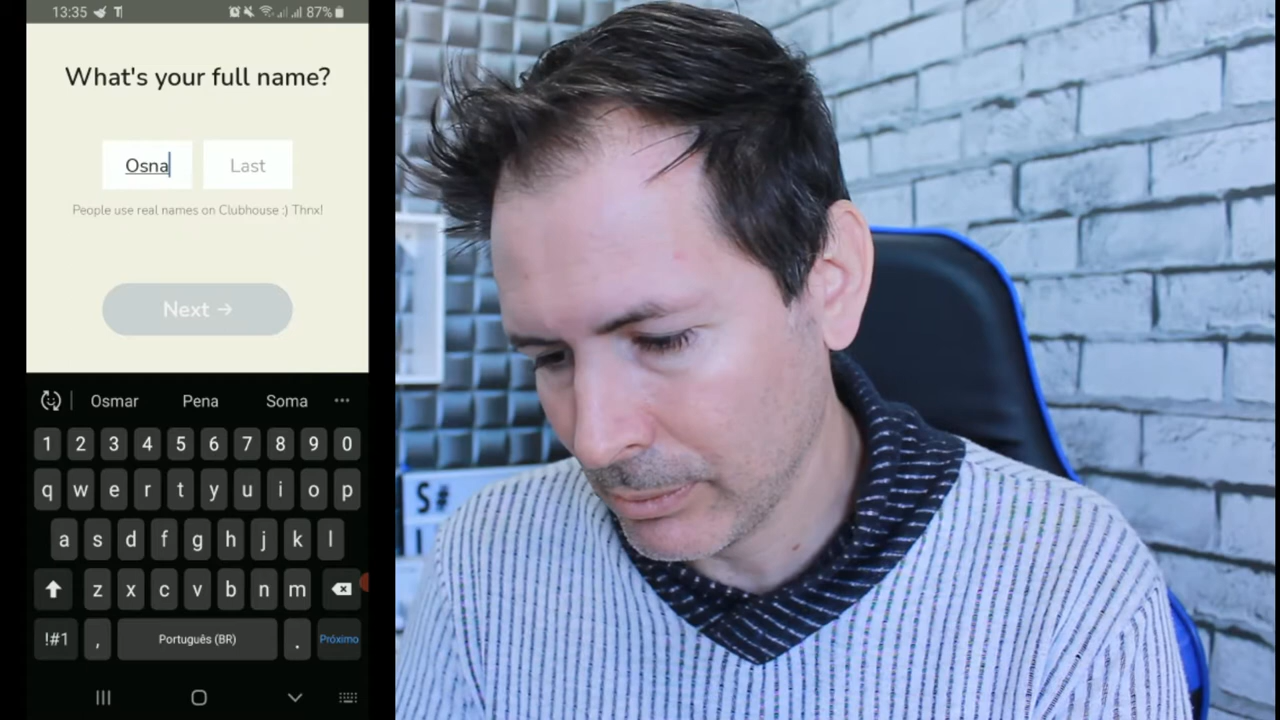 13:35 87%
What's your full name?
Osna Last
People use real names on Clubhouse :) Thnx!
Next →
Osmar Pena Soma ...
1 2 3 4 5 6 7 8 9 0
q w e r t y u i o p
a s d f g h j k l
z x c v b n m
!#1 , Português (BR) . Próximo
S#